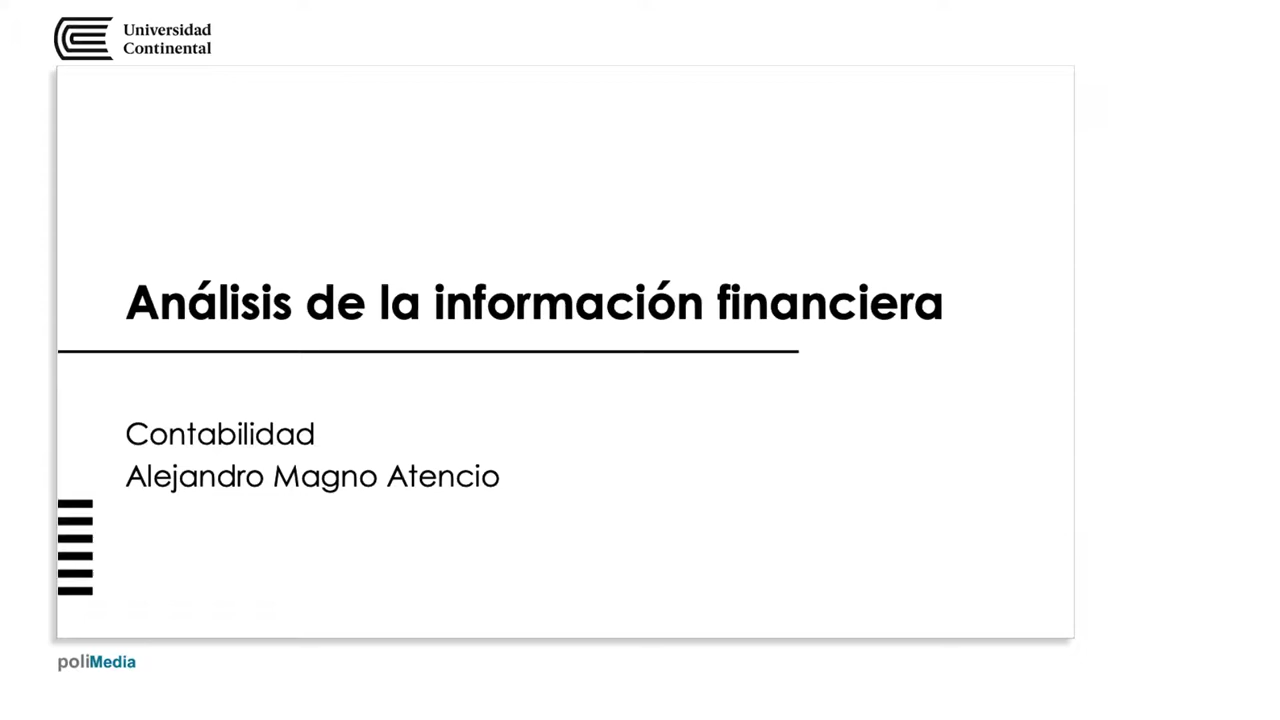 Universidad
Continental
Análisis de la información financiera
Contabilidad
Alejandro Magno Atencio
poliMedia